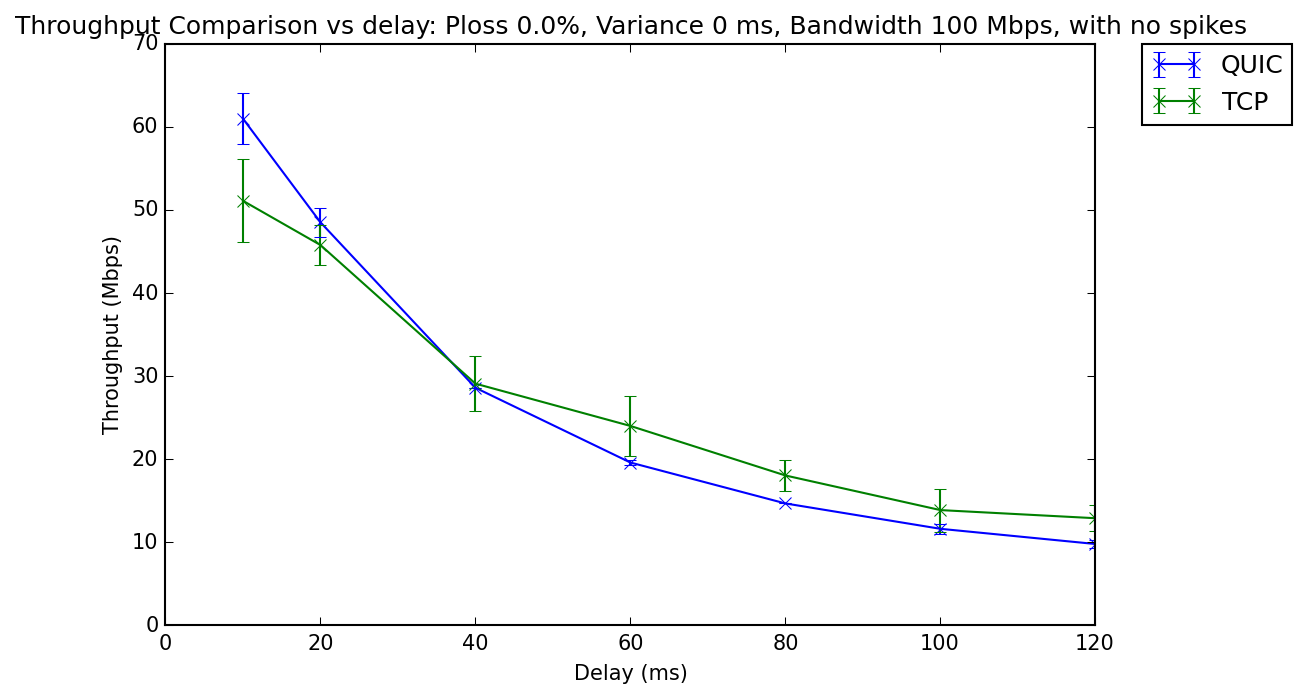 Throughput Comparison vs delay: Ploss 0.0%, Variance 0 ms, Bandwidth 100 Mbps, with no spikes
QUIC
TCP
Throughput (Mbps)
70
60
50
40
30
20
10
0
0 20 40 60 80 100 120
Delay (ms)